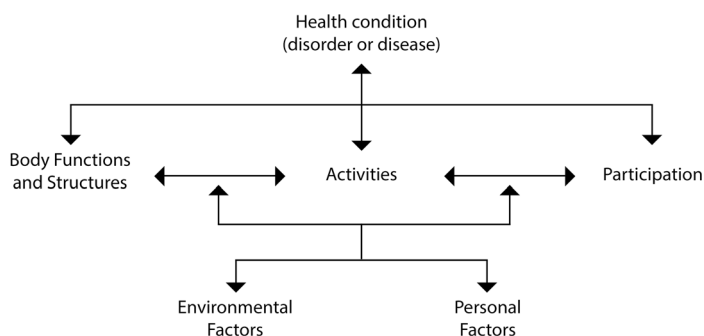 Health condition
(disorder or disease)
Body Functions
and Structures
Activities
Participation
Environmental
Factors
Personal
Factors